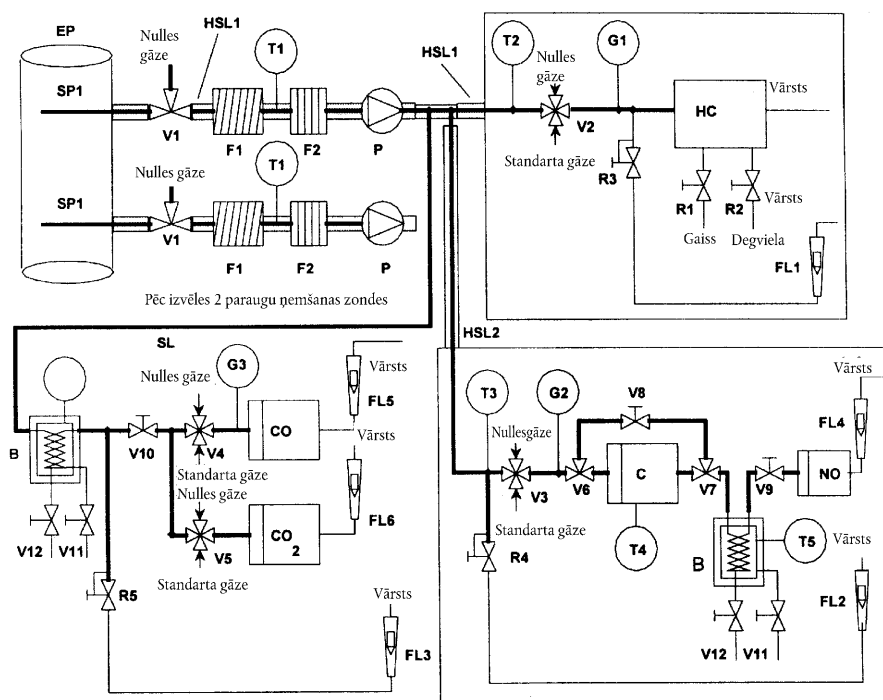 EP
Nulles
gāze
HSL1
T1
SP1
V1
F1
F2
P
HSL1
T2
Nulles
gāze
G1
V2
Standarta gāze
HC
Vārsts
R3
R1
R2
Vārsts
Gaiss
Degviela
FL1
Nulles gāze
T1
SP1
V1
F1
F2
P
Pēc izvēles 2 paraugu ņemšanas zondes
HSL2
SL
Nulles gāze
G3
Vārsts
FL5
B
V10
V4
CO
Vārsts
Standarta gāze
Nulles gāze
V5
CO2
FL6
Standarta gāze
V12
V11
R5
Vārsts
FL3
T3
Nullesgāze
G2
V8
Vārsts
FL4
V3
V6
C
V7
V9
NO
Standarta gāze
R4
T4
B
T5
Vārsts
FL2
V12
V11